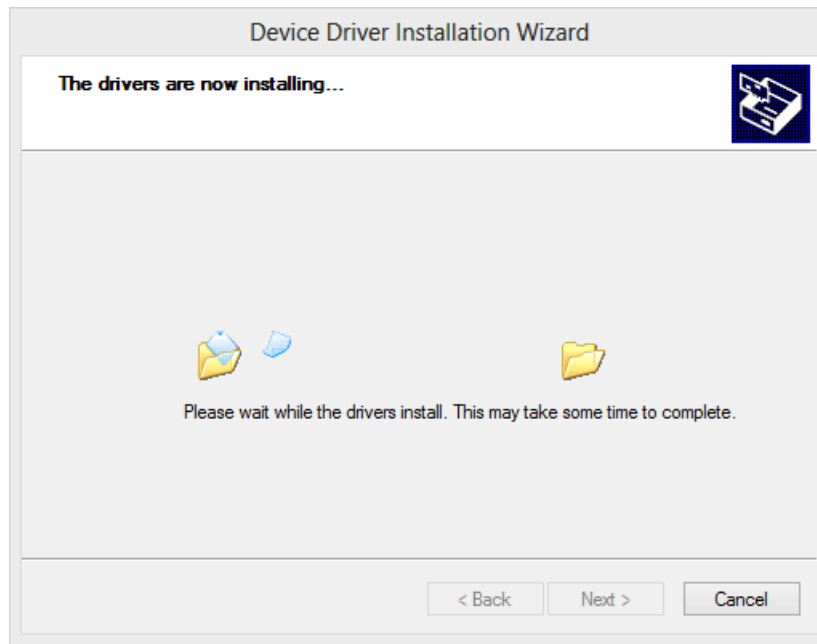 Device Driver Installation Wizard
The drivers are now installing...
Please wait while the drivers install. This may take some time to complete.
< Back
Next >
Cancel